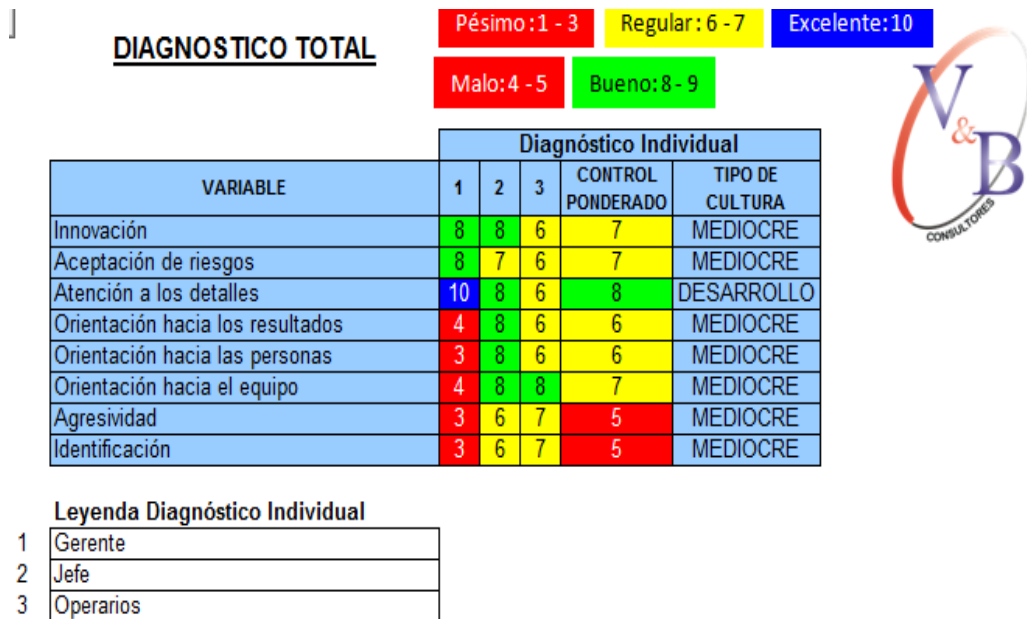 DIAGNOSTICO TOTAL
Pésimo:1 - 3
Regular: 6 - 7
Excelente:10
Malo:4 - 5
Bueno:8 - 9
V&B
CONSULTORES
Diagnóstico Individual
VARIABLE 1 2 3 CONTROL PONDERADO TIPO DE CULTURA
Innovación 8 8 6 7 MEDIOCRE
Aceptación de riesgos 8 7 6 7 MEDIOCRE
Atención a los detalles 10 8 6 8 DESARROLLO
Orientación hacia los resultados 4 8 6 6 MEDIOCRE
Orientación hacia las personas 3 8 6 6 MEDIOCRE
Orientación hacia el equipo 4 8 8 7 MEDIOCRE
Agresividad 3 6 7 5 MEDIOCRE
Identificación 3 6 7 5 MEDIOCRE
Leyenda Diagnóstico Individual
1 Gerente
2 Jefe
3 Operarios